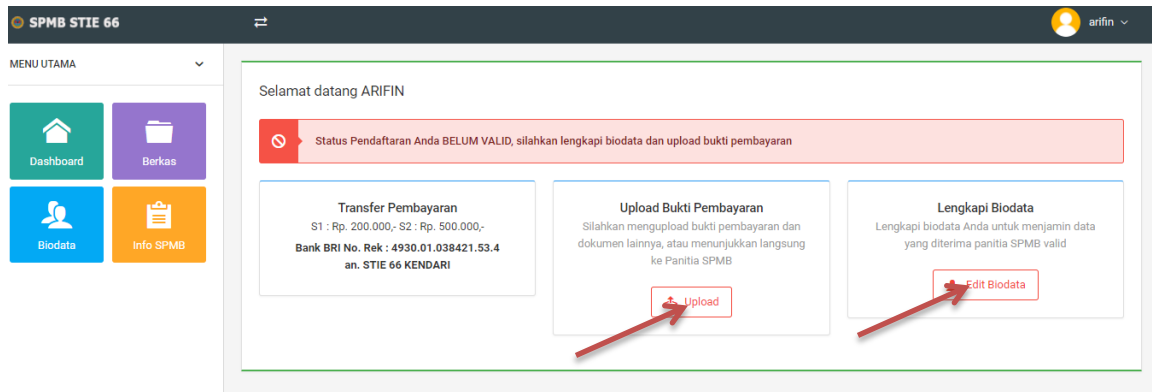 SPMB STIE 66
arifin
MENU UTAMA
Dashboard
Berkas
Biodata
Info SPMB
Selamat datang ARIFIN
Status Pendaftaran Anda BELUM VALID, silahkan lengkapi biodata dan upload bukti pembayaran
Transfer Pembayaran
S1 : Rp. 200.000,- S2 : Rp. 500.000,-
Bank BRI No. Rek : 4930.01.038421.53.4
an. STIE 66 KENDARI
Upload Bukti Pembayaran
Silahkan mengupload bukti pembayaran dan
dokumen lainnya, atau menunjukkan langsung
ke Panitia SPMB
Upload
Lengkapi Biodata
Lengkapi biodata Anda untuk menjamin data
yang diterima panitia SPMB valid
Edit Biodata